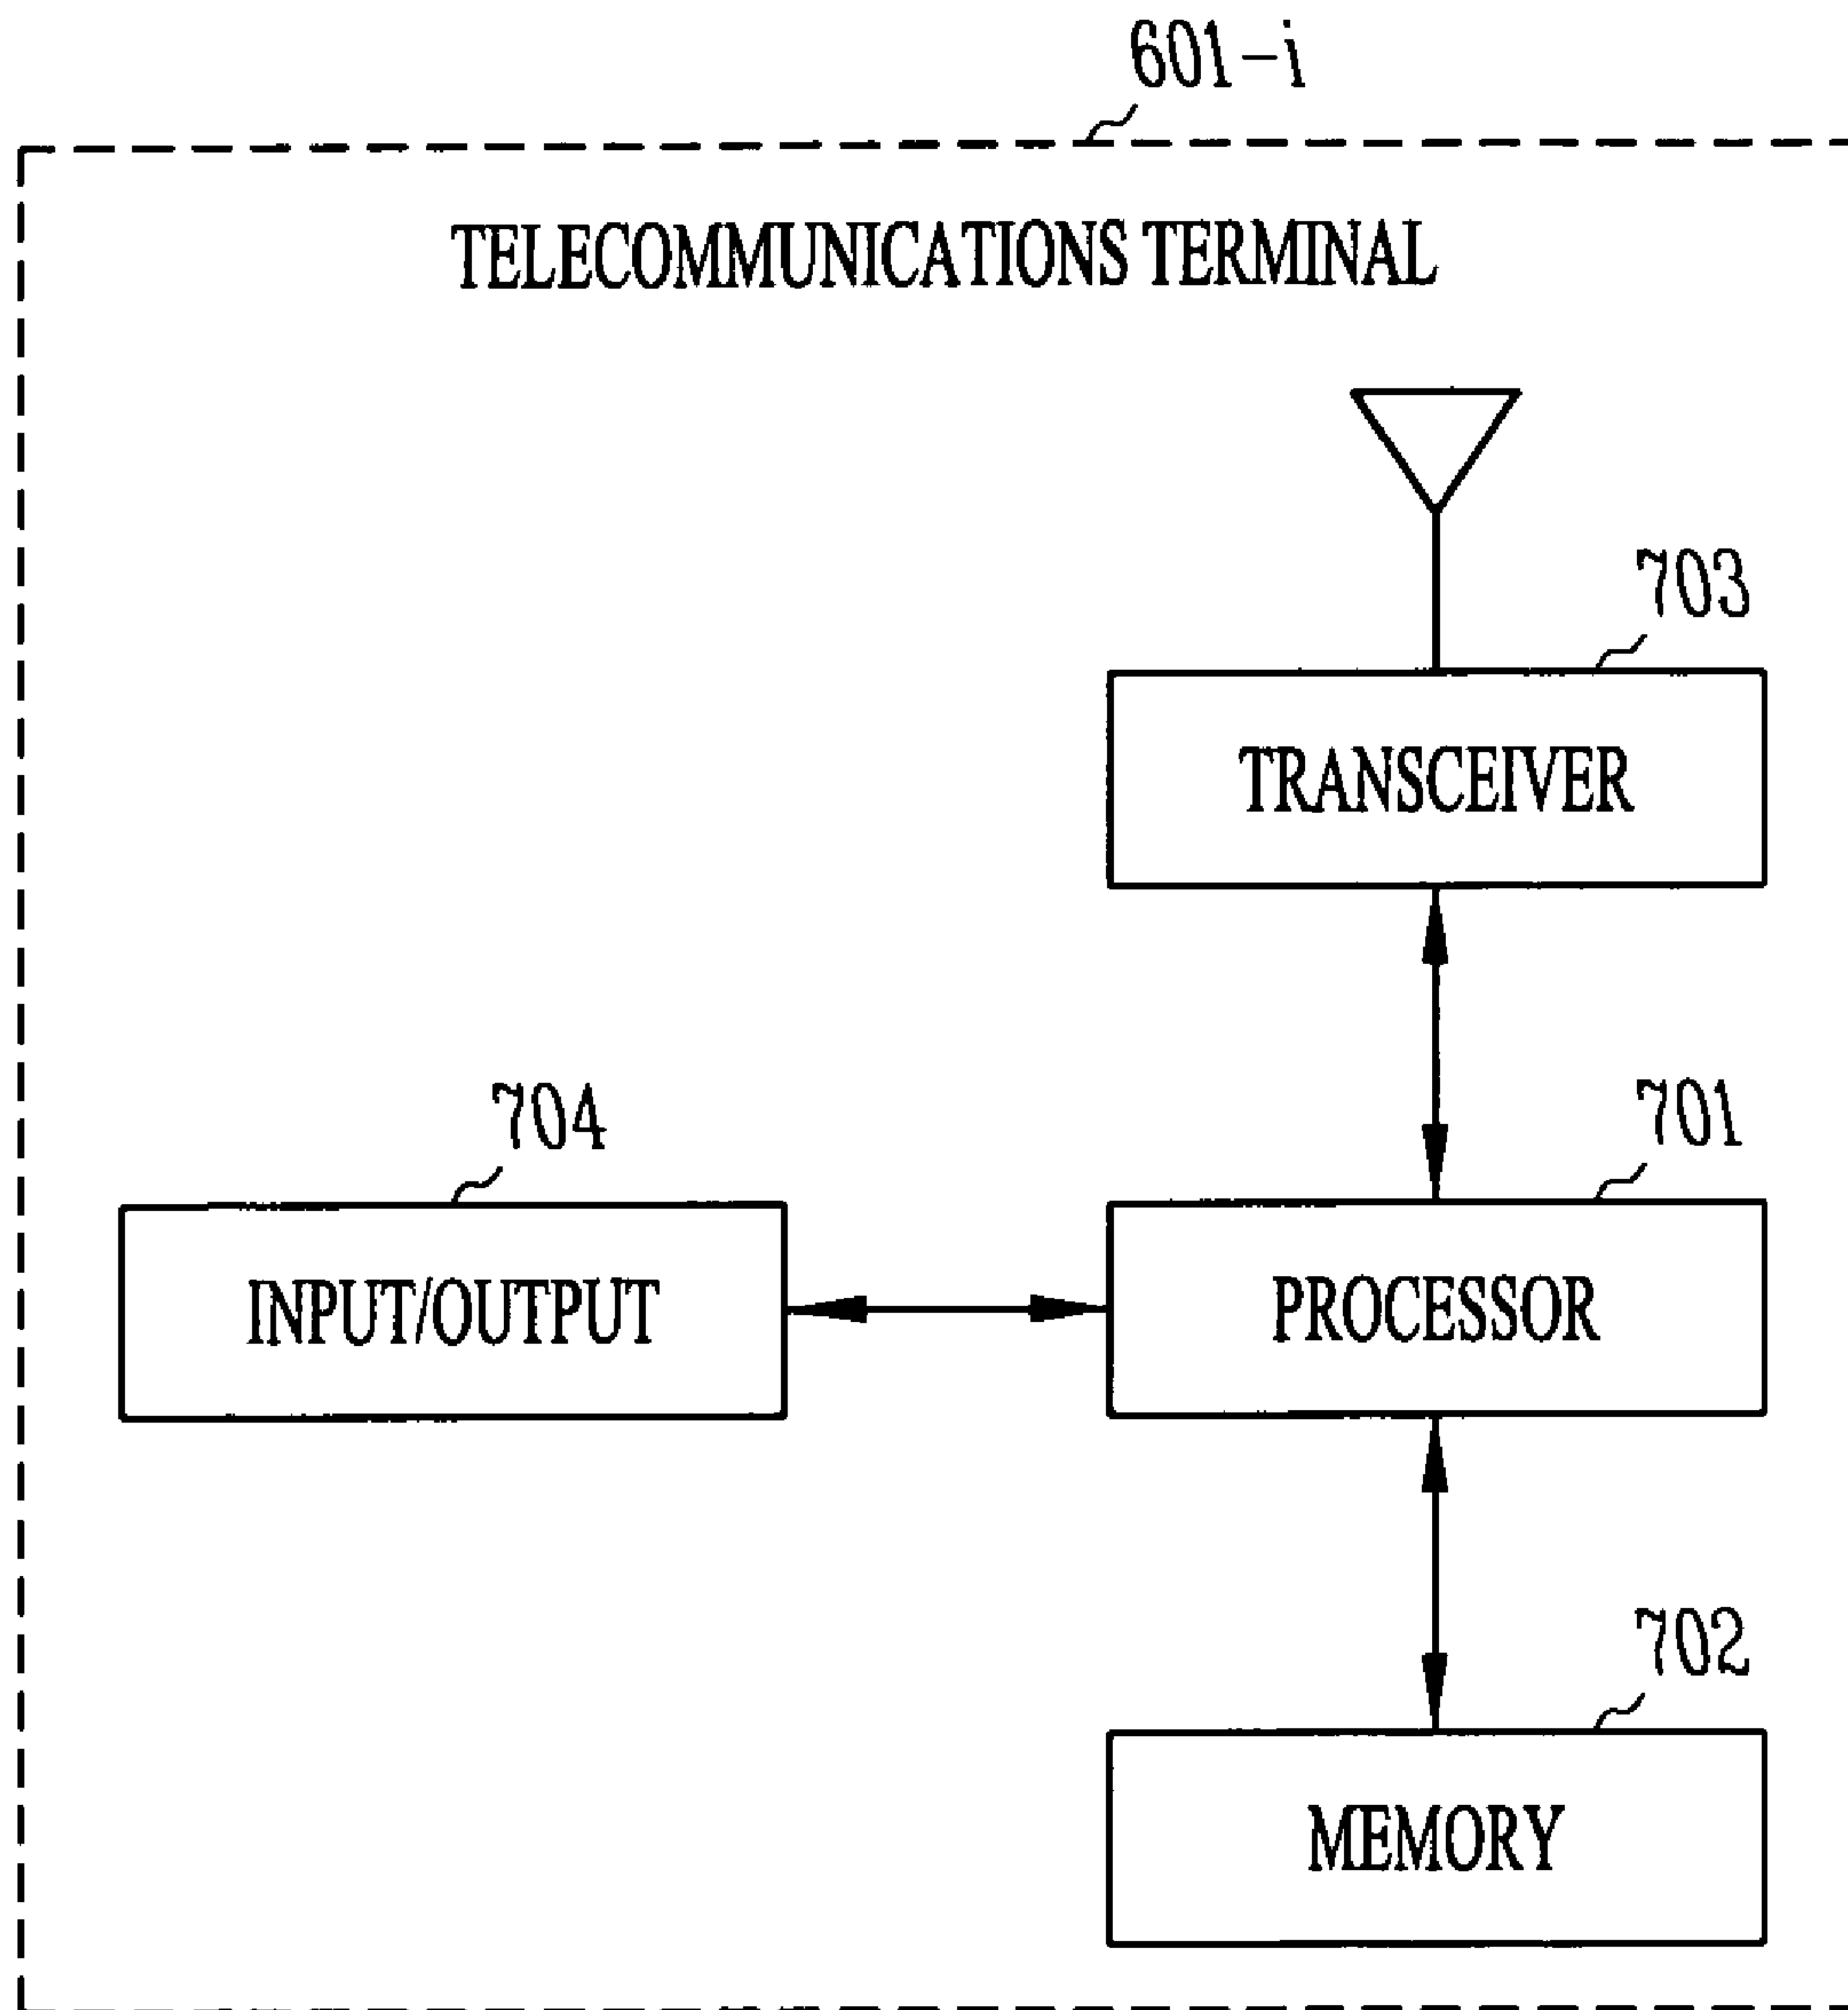 601-i
TELECOMMUNICATIONS TERMINAL
703
TRANSCEIVER
704
701
INPUT/OUTPUT
PROCESSOR
702
MEMORY